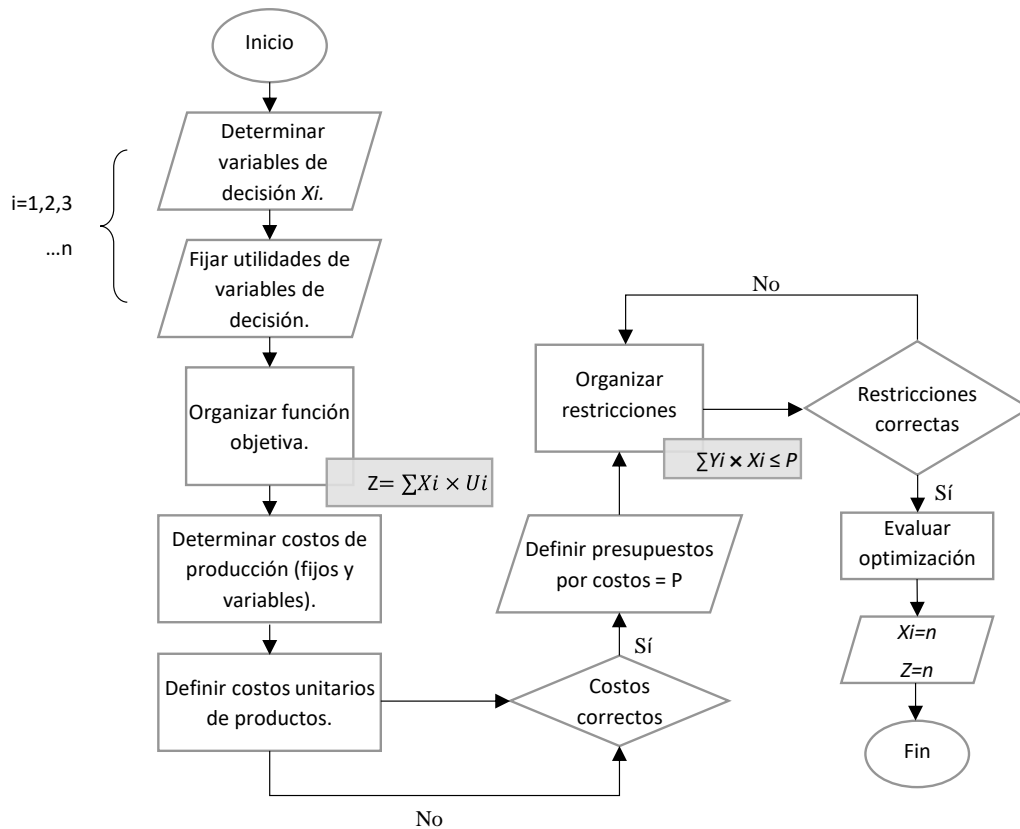 Inicio
Determinar
variables de
decisión Xi.
i=1,2,3
...n
Fijar utilidades de
variables de
decisión.
Organizar función
objetiva.
Z= ∑Xi × Ui
Determinar costos de
producción (fijos y
variables).
Definir costos unitarios
de productos.
No
Costos
correctos
Sí
Definir presupuestos
por costos = P
Organizar
restricciones
∑Yi × Xi ≤ P
No
Restricciones
correctas
Sí
Evaluar
optimización
Xi=n
Z=n
Fin